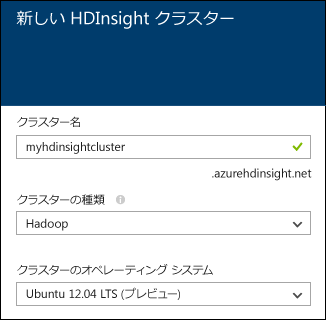 新しい HDInsight クラスター
クラスター名
myhdinsightcluster
.azurehdinsight.net
クラスターの種類
Hadoop
クラスターのオペレーティング システム
Ubuntu 12.04 LTS (プレビュー)